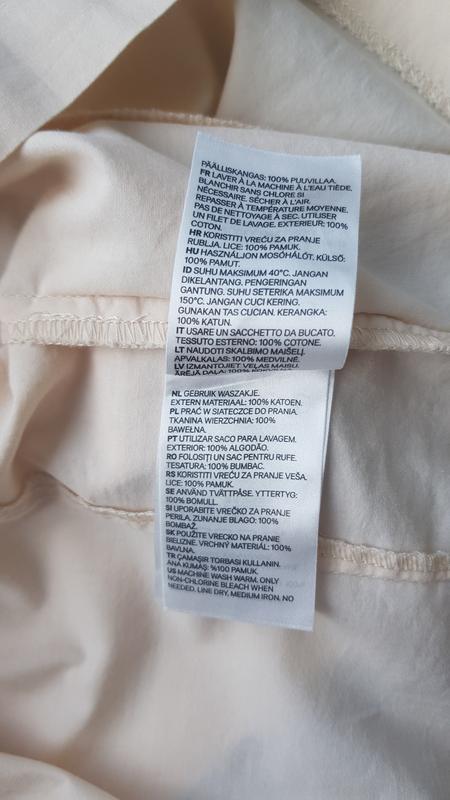 PÄÄLLISKANGAS: 100% PUUVILLAA.
FR LAVER À LA MACHINE À L'EAU TIÈDE,
BLANCHIR SANS CHLORE SI
NÉCESSAIRE. SÉCHER À L'AIR.
REPASSER À TEMPÉRATURE MOYENNE.
PAS DE NETTOYAGE À SEC. UTILISER
UN FILET DE LAVAGE. EXTERIEUR: 100%
COTON.
HR KORISTITI VREĆU ZA PRANJE
RUBLJA. LICE: 100% PAMUK.
HU HASZNÁLJON MOSÓHÁLÓT. KÜLSŐ:
100% PAMUT.
ID SUHU MAKSIMUM 40°C. JANGAN
DIKELANTANG. PENGERINGAN
GANTUNG. SUHU SETERIKA MAKSIMUM
150°C. JANGAN CUCI KERING.
GUNAKAN TAS CUCIAN. KERANGKA:
100% KATUN.
IT USARE UN SACCHETTO DA BUCATO.
TESSUTO ESTERNO: 100% COTONE.
LT NAUDOTI SKALBIMO MAIŠELĮ.
APVALKALAS: 100% MEDVILNĖ.
LV IZMANTOJIET VEĻAS MAISU.
ĀRĒJĀ DAĻA: 100%
NL GEBRUIK WASZAKJE.
EXTERN MATERIAAL: 100% KATOEN.
PL PRAĆ W SIATECZCE DO PRANIA.
TKANINA WIERZCHNIA: 100%
BAWEŁNA.
PT UTILIZAR SACO PARA LAVAGEM.
EXTERIOR: 100% ALGODÃO.
RO FOLOSIȚI UN SAC PENTRU RUFE.
TESATURA: 100% BUMBAC.
RS KORISTITI VREĆU ZA PRANJE VEŠA.
LICE: 100% PAMUK.
SE ANVÄND TVÄTTPÅSE. YTTERTYG:
100% BOMULL.
SI UPORABITE VREČKO ZA PRANJE
PERILA. ZUNANJE BLAGO: 100%
BOMBAŽ.
SK POUŽITE VRECKO NA PRANIE
BIELIZNE. VRCHNÝ MATERIÁL: 100%
BAVLNA.
TR ÇAMAŞIR TORBASI KULLANIN.
ANA KUMAŞ: %100 PAMUK.
US MACHINE WASH WARM. ONLY
NON-CHLORINE BLEACH WHEN
NEEDED. LINE DRY, MEDIUM IRON, NO